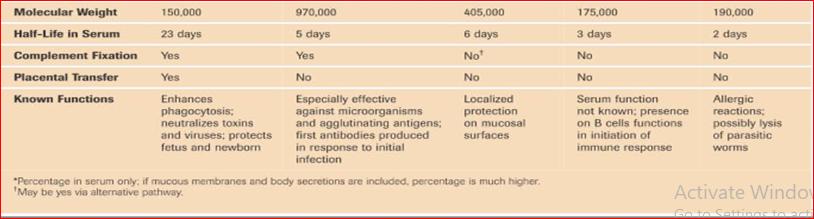 Molecular Weight 150,000 970,000 405,000 175,000 190,000
Half-Life in Serum 23 days 5 days 6 days 3 days 2 days
Complement Fixation Yes Yes No† No No
Placental Transfer Yes No No No No
Known Functions Enhances Especially effective Localized Serum function Allergic
phagocytosis; against microorganisms protection not known; presence reactions;
neutralizes toxins and agglutinating antigens; on mucosal on B cells functions possibly lysis
and viruses; protects first antibodies produced surfaces in initiation of of parasitic
fetus and newborn in response to initial immune response worms
infection
*Percentage in serum only; if mucous membranes and body secretions are included, percentage is much higher.
†May be yes via alternative pathway.
Activate Windo
Go to Settings to acti